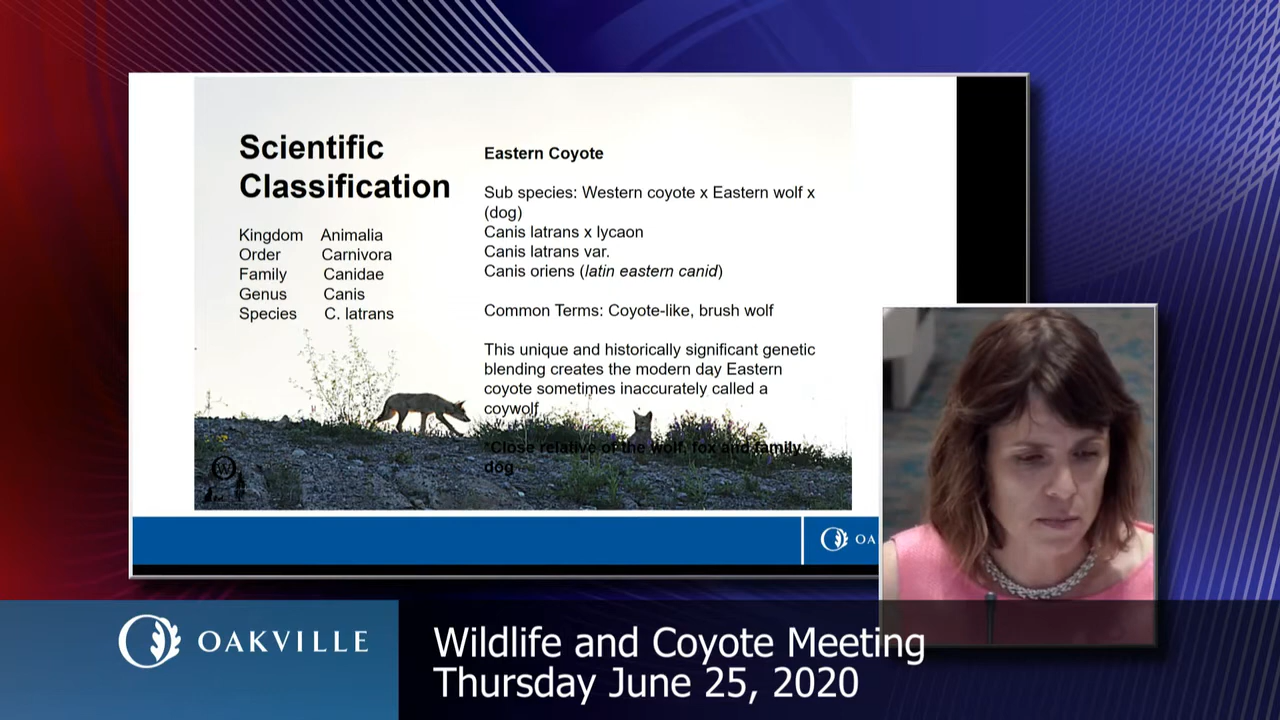 Scientific
Classification
Kingdom Animalia
Order Carnivora
Family Canidae
Genus Canis
Species C. latrans
Eastern Coyote
Sub species: Western coyote x Eastern wolf x
(dog)
Canis latrans x lycaon
Canis latrans var.
Canis oriens (latin eastern canid)
Common Terms: Coyote-like, brush wolf
This unique and historically significant genetic
blending creates the modern day Eastern
coyote sometimes inaccurately called a
coywolf
*Close relative of the wolf, fox and family
dog
W
OA
OAKVILLE
Wildlife and Coyote Meeting
Thursday June 25, 2020